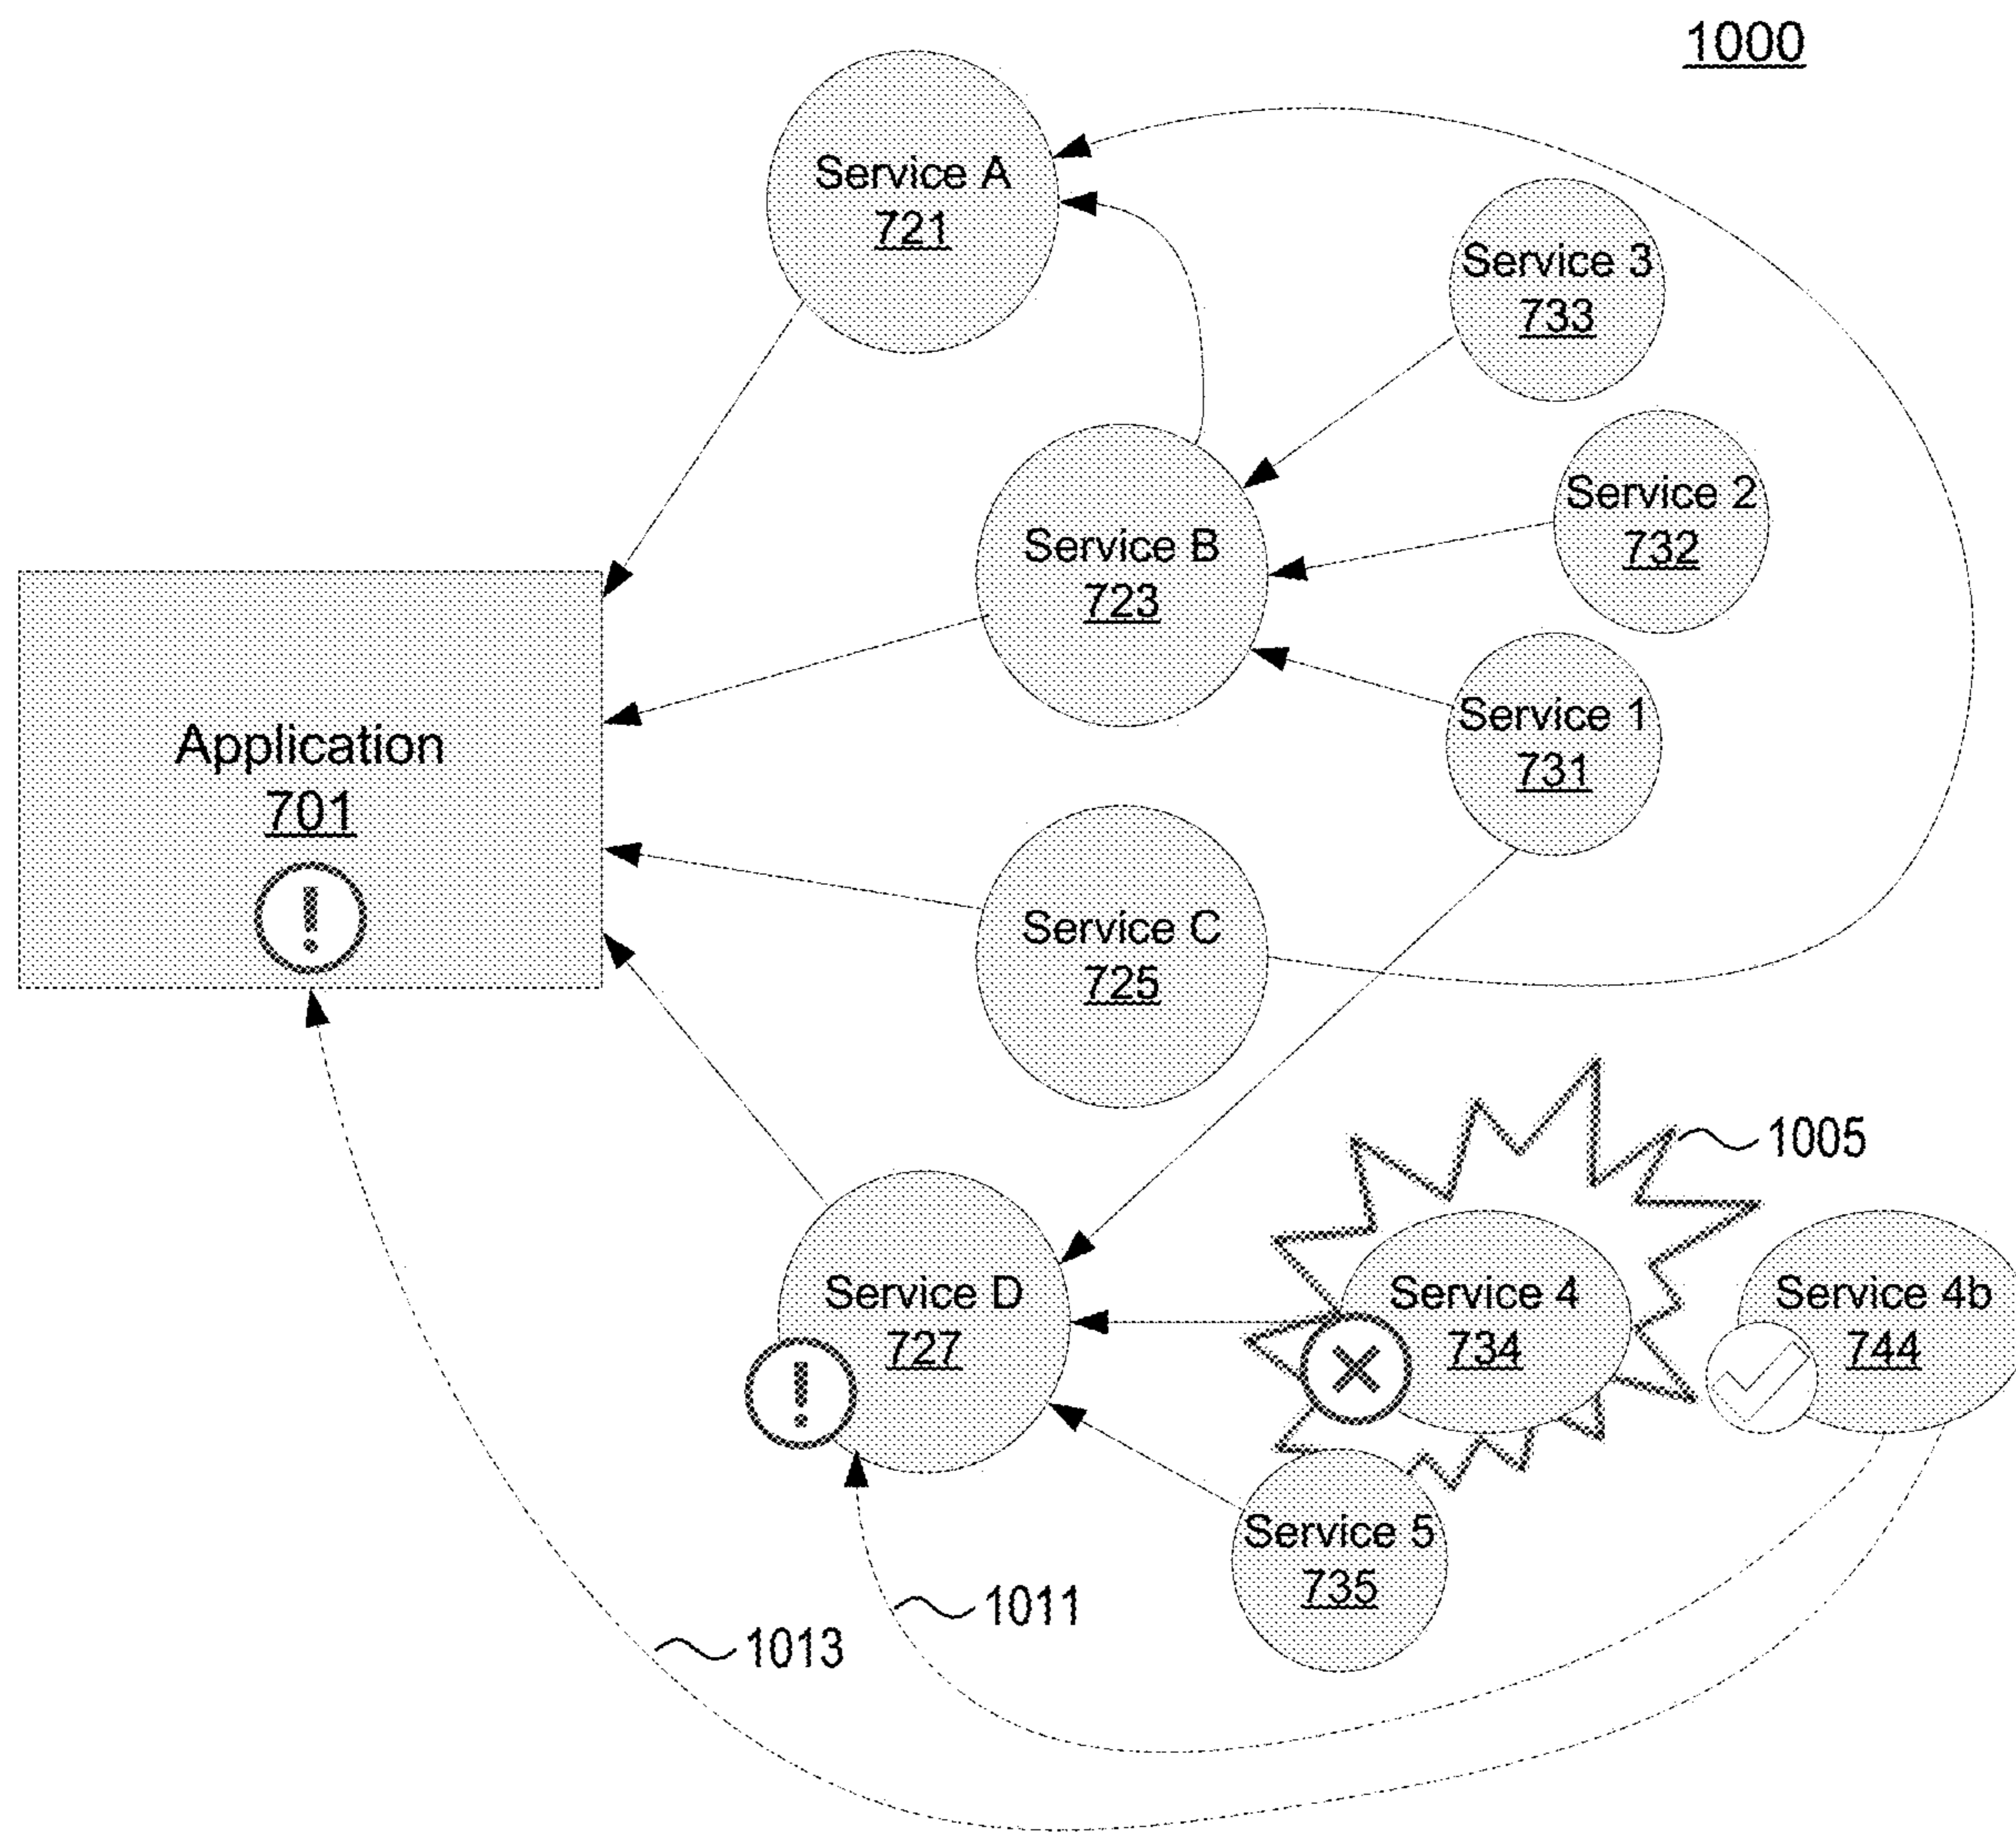 1000
Service A
721
Service 3
733
Service 2
732
Service B
723
Service 1
731
Application
701
!
Service C
725
1005
Service D
727
!
Service 4
734
Service 4b
744
Service 5
735
1011
1013